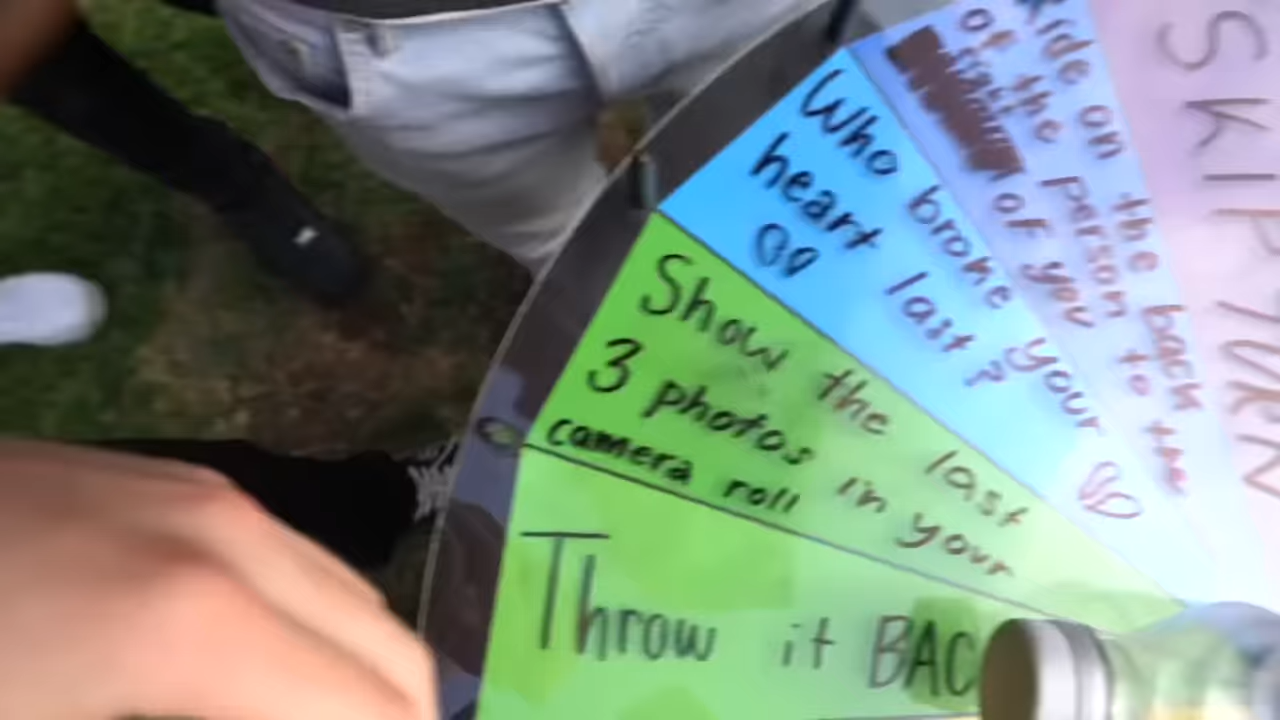 SKIP TURN
Ride on the back
of the person to the
of you
Who broke your
heart last?
Show the last
3 photos in your
camera roll
Throw it BAC